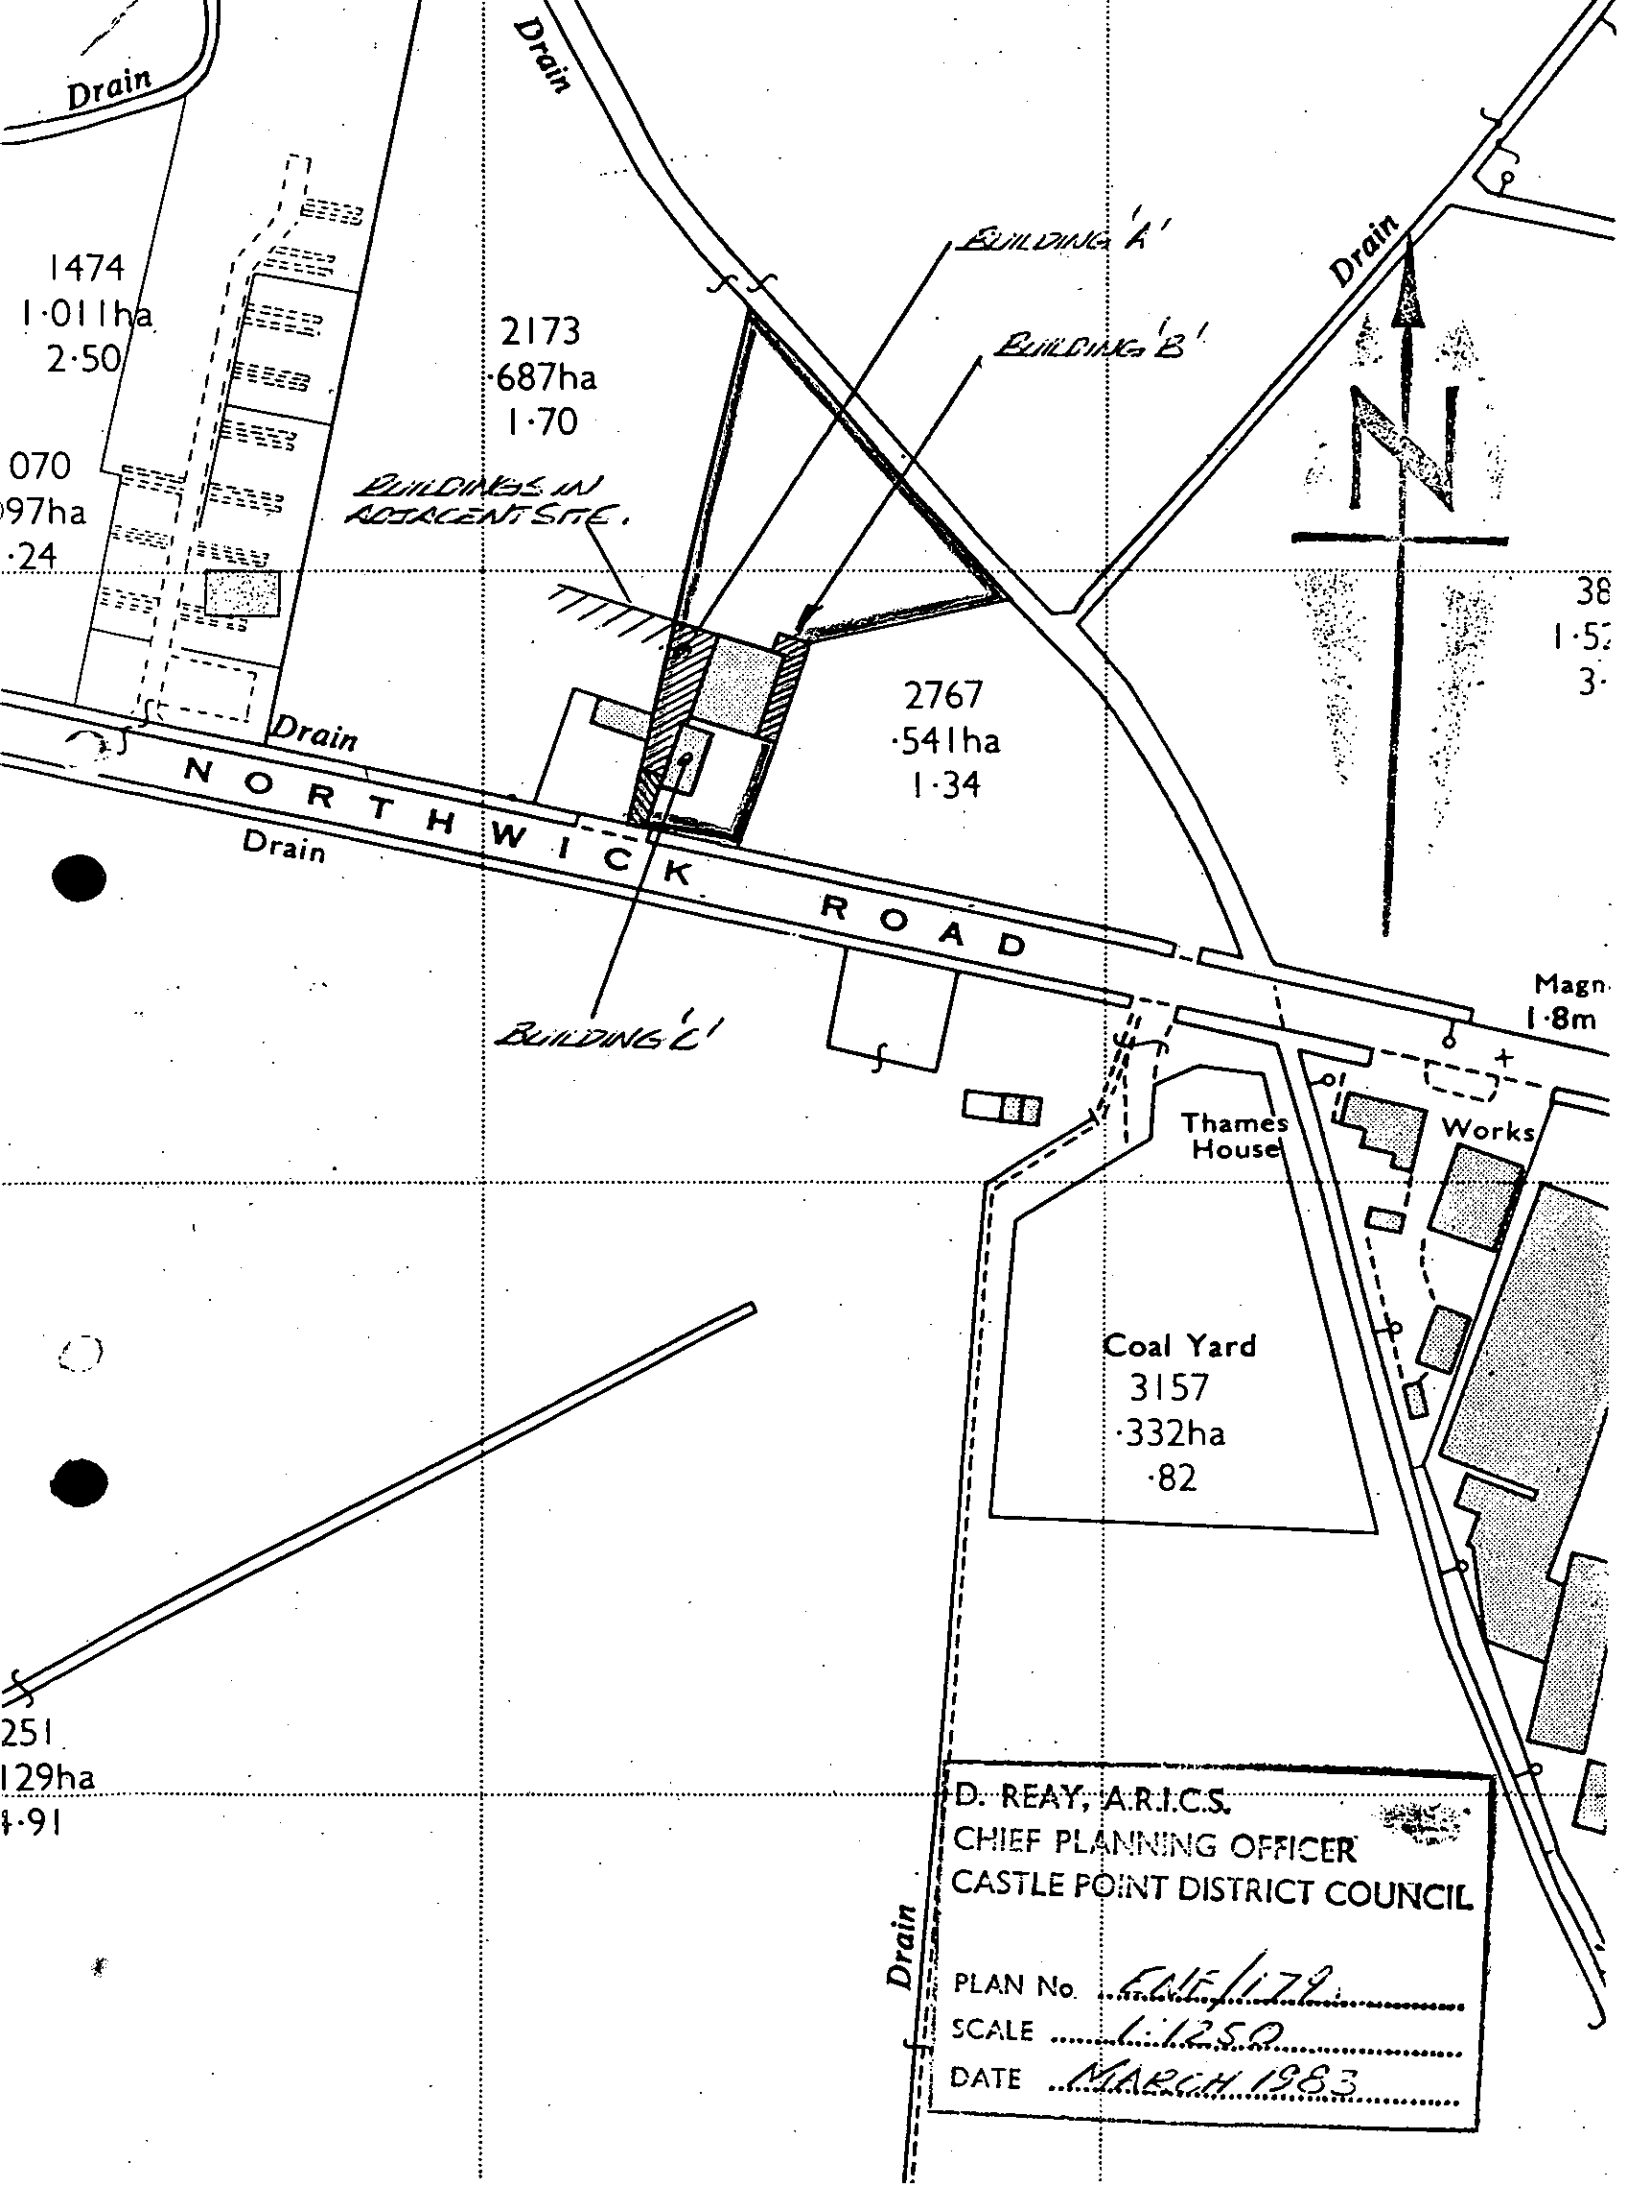 Drain
Drain
BUILDING 'A'
Drain
1474
1·011ha
2·50
2173
·687ha
1·70
BUILDING 'B'
N
070
97ha
·24
BUILDINGS IN
ADJACENT SITE.
38
1·52
3·
2767
·541ha
1·34
Drain
NORTHWICK ROAD
Drain
BUILDING 'C'
Magn
1·8m
Thames
House
Works
Coal Yard
3157
·332ha
·82
251
129ha
·91
D. REAY, A.R.I.C.S.
CHIEF PLANNING OFFICER
CASTLE POINT DISTRICT COUNCIL
Drain
PLAN No. ENF/179.
SCALE 1:1250
DATE MARCH 1983